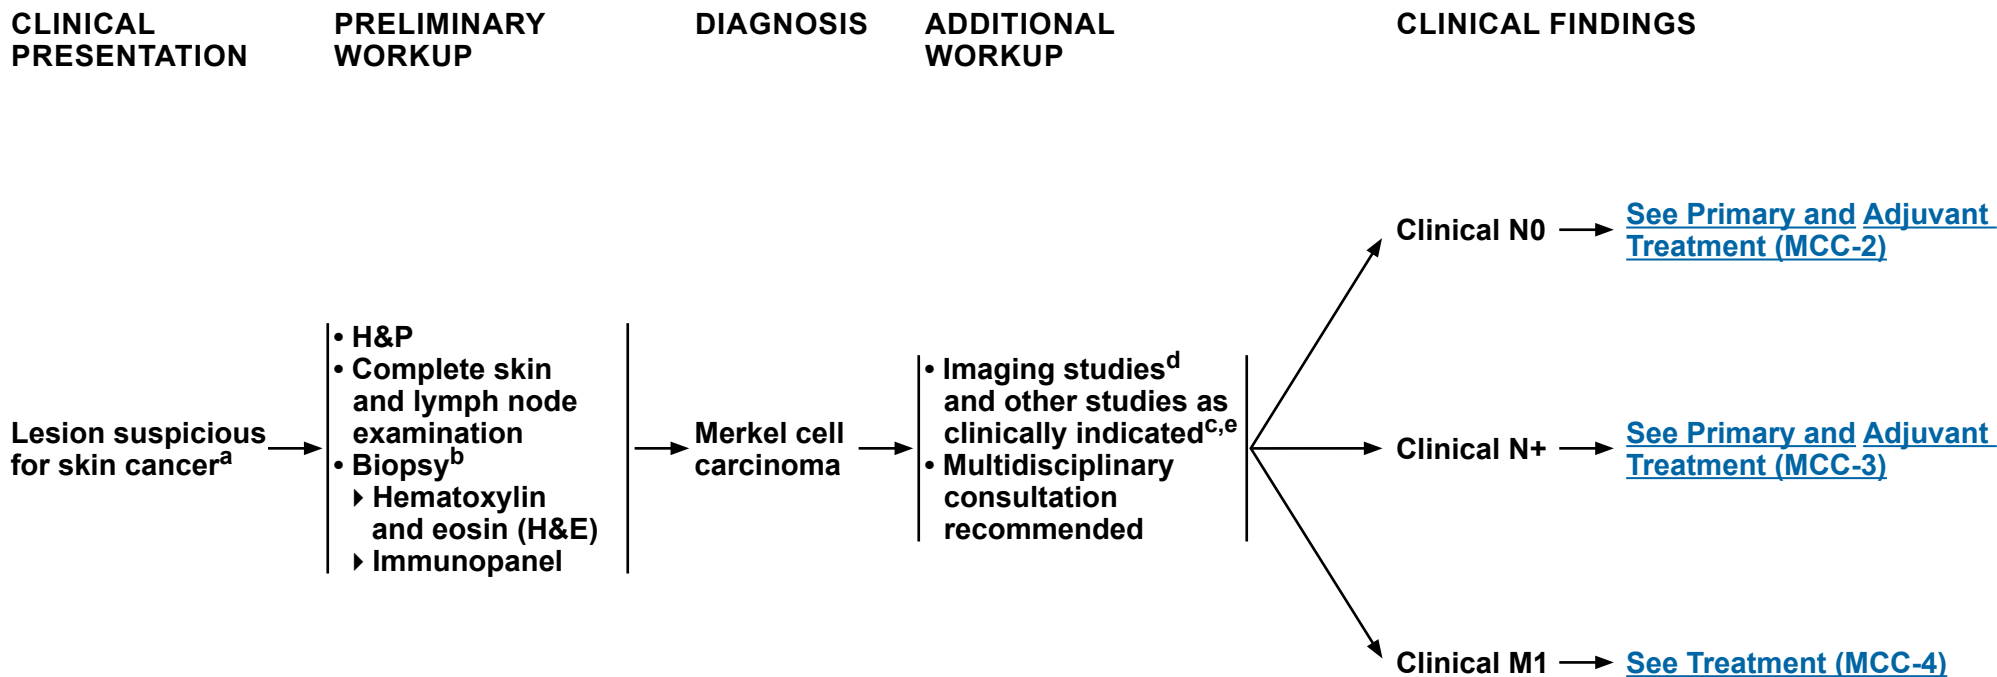 CLINICAL
PRESENTATION
PRELIMINARY
WORKUP
DIAGNOSIS
ADDITIONAL
WORKUP
CLINICAL FINDINGS
Lesion suspicious
for skin cancerᵃ
• H&P
• Complete skin
and lymph node
examination
• Biopsyᵇ
▸ Hematoxylin
and eosin (H&E)
▸ Immunopanel
Merkel cell
carcinoma
• Imaging studiesᵈ
and other studies as
clinically indicatedᶜ,ᵉ
• Multidisciplinary
consultation
recommended
Clinical N0
See Primary and Adjuvant
Treatment (MCC-2)
Clinical N+
See Primary and Adjuvant
Treatment (MCC-3)
Clinical M1
See Treatment (MCC-4)